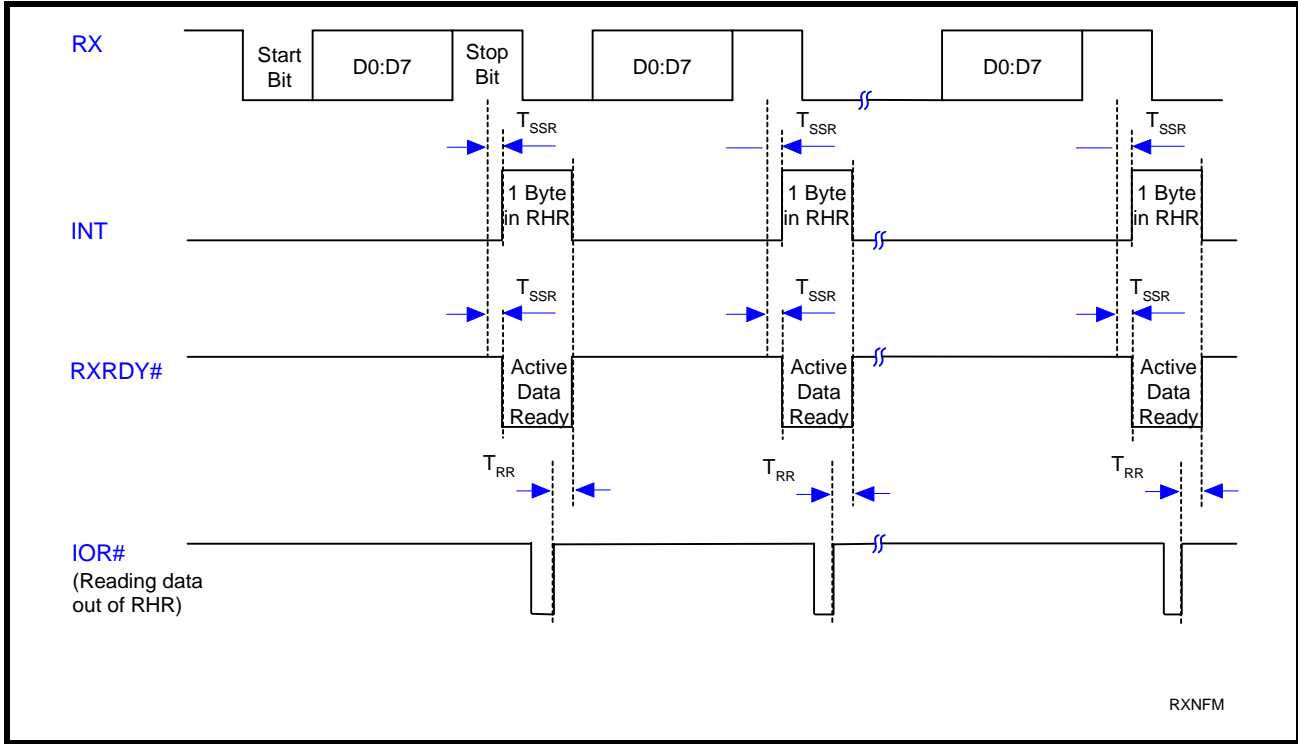 RX
Start
Bit
D0:D7
Stop
Bit
D0:D7
D0:D7
TSSR
TSSR
TSSR
INT
1 Byte
in RHR
1 Byte
in RHR
1 Byte
in RHR
TSSR
TSSR
TSSR
RXRDY#
Active
Data
Ready
Active
Data
Ready
Active
Data
Ready
TRR
TRR
TRR
IOR#
(Reading data
out of RHR)
RXNFM